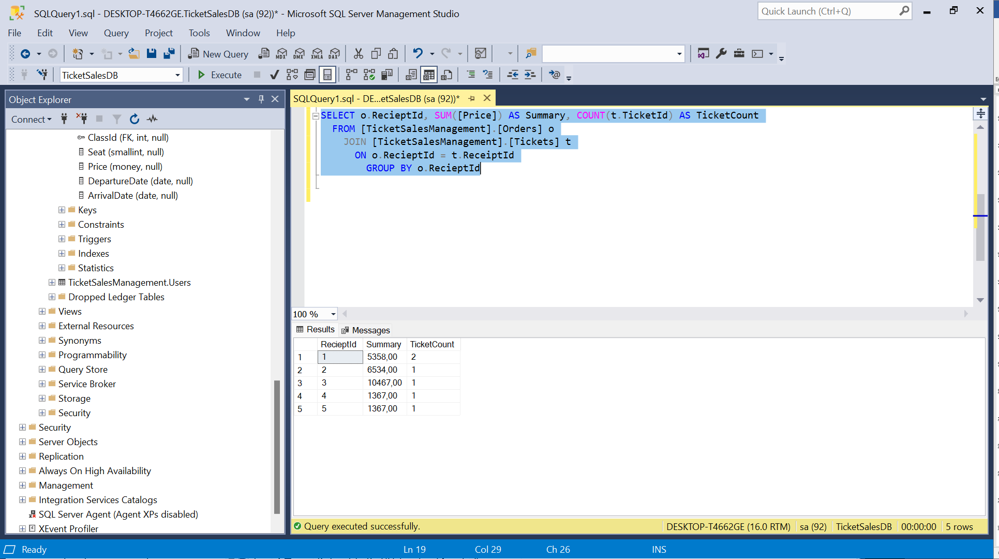 SQLQuery1.sql - DESKTOP-T4662GE.TicketSalesDB (sa (92))* - Microsoft SQL Server Management Studio
Quick Launch (Ctrl+Q)
File Edit View Query Project Tools Window Help
New Query MDX DMX XMLA DAX
TicketSalesDB Execute
Object Explorer
Connect
ClassId (FK, int, null)
Seat (smallint, null)
Price (money, null)
DepartureDate (date, null)
ArrivalDate (date, null)
Keys
Constraints
Triggers
Indexes
Statistics
TicketSalesManagement.Users
Dropped Ledger Tables
Views
External Resources
Synonyms
Programmability
Query Store
Service Broker
Storage
Security
Security
Server Objects
Replication
Always On High Availability
Management
Integration Services Catalogs
SQL Server Agent (Agent XPs disabled)
XEvent Profiler
SQLQuery1.sql - DE...etSalesDB (sa (92))*
SELECT o.RecieptId, SUM([Price]) AS Summary, COUNT(t.TicketId) AS TicketCount
FROM [TicketSalesManagement].[Orders] o
JOIN [TicketSalesManagement].[Tickets] t
ON o.RecieptId = t.ReceiptId
GROUP BY o.RecieptId
100 %
Results Messages
RecieptId Summary TicketCount
1 1 5358,00 2
2 2 6534,00 1
3 3 10467,00 1
4 4 1367,00 1
5 5 1367,00 1
Query executed successfully. DESKTOP-T4662GE (16.0 RTM) sa (92) TicketSalesDB 00:00:00 5 rows
Ready Ln 19 Col 29 Ch 26 INS